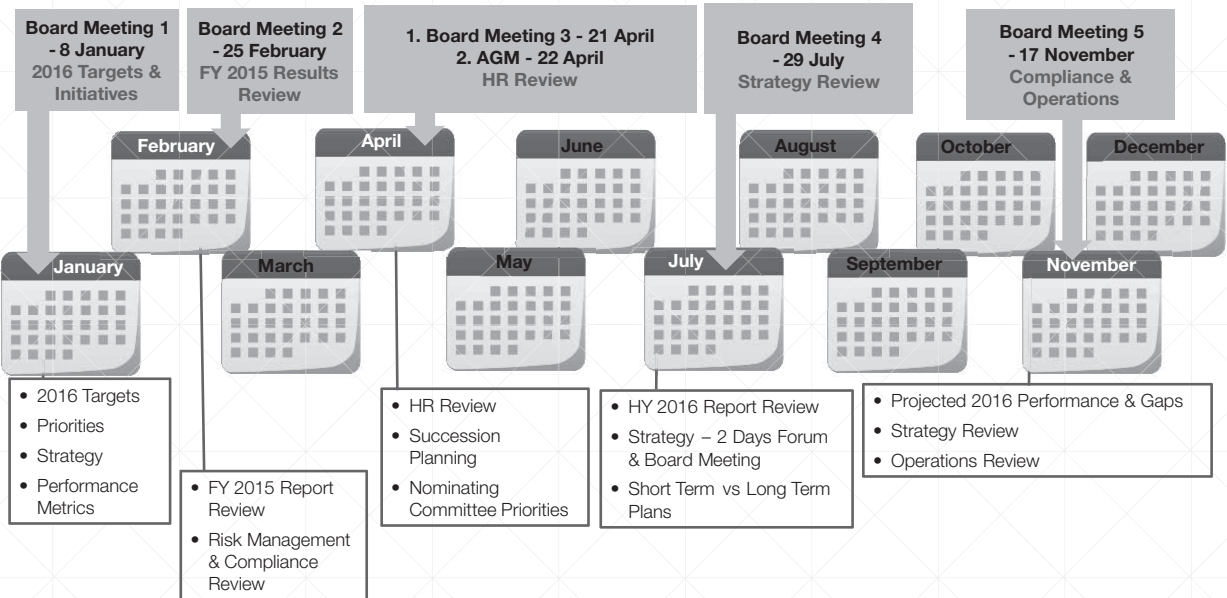 Board Meeting 1
- 8 January
2016 Targets &
Initiatives
Board Meeting 2
- 25 February
FY 2015 Results
Review
1. Board Meeting 3 - 21 April
2. AGM - 22 April
HR Review
Board Meeting 4
- 29 July
Strategy Review
Board Meeting 5
- 17 November
Compliance &
Operations
February
April
June
August
October
December
January
March
May
July
September
November
• 2016 Targets
• Priorities
• Strategy
• Performance
Metrics
• FY 2015 Report
Review
• Risk Management
& Compliance
Review
• HR Review
• Succession
Planning
• Nominating
Committee Priorities
• HY 2016 Report Review
• Strategy – 2 Days Forum
& Board Meeting
• Short Term vs Long Term
Plans
• Projected 2016 Performance & Gaps
• Strategy Review
• Operations Review